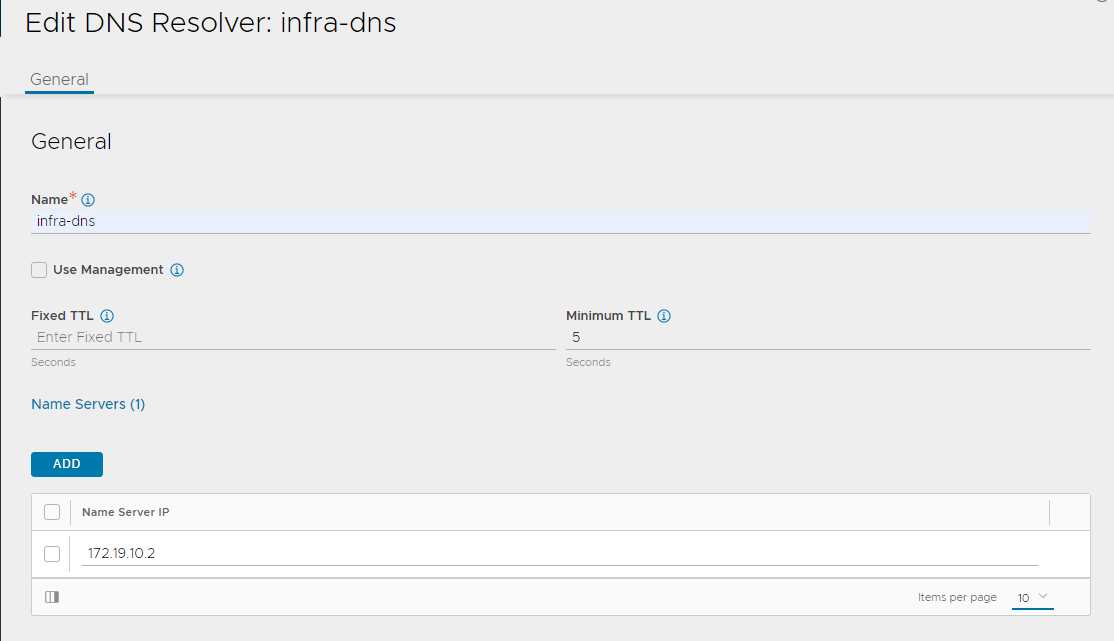 Edit DNS Resolver: infra-dns
General
General
Name*
infra-dns
Use Management
Fixed TTL Minimum TTL
Enter Fixed TTL 5
Seconds Seconds
Name Servers (1)
ADD
Name Server IP
172.19.10.2
Items per page 10